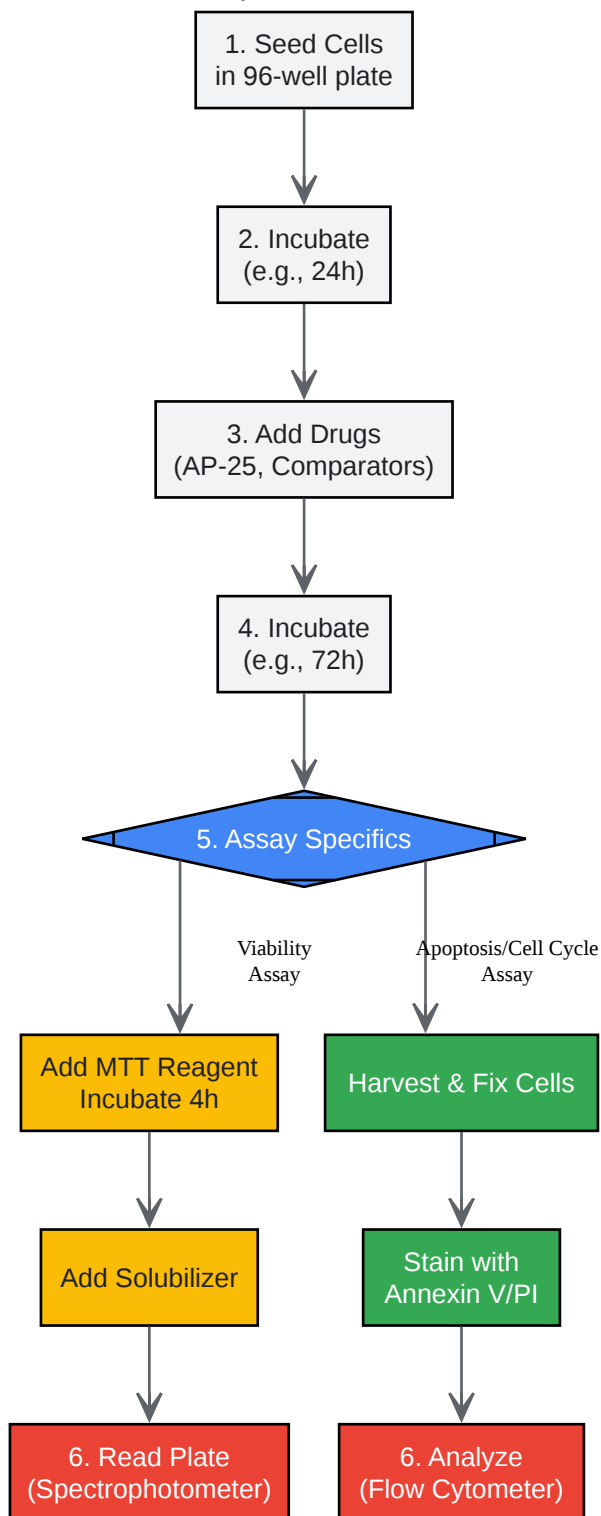 1. Seed Cells
in 96-well plate
2. Incubate
(e.g., 24h)
3. Add Drugs
(AP-25, Comparators)
4. Incubate
(e.g., 72h)
5. Assay Specifics
Viability
Assay
Apoptosis/Cell Cycle
Assay
Add MTT Reagent
Incubate 4h
Harvest & Fix Cells
Add Solubilizer
Stain with
Annexin V/PI
6. Read Plate
(Spectrophotometer)
6. Analyze
(Flow Cytometer)